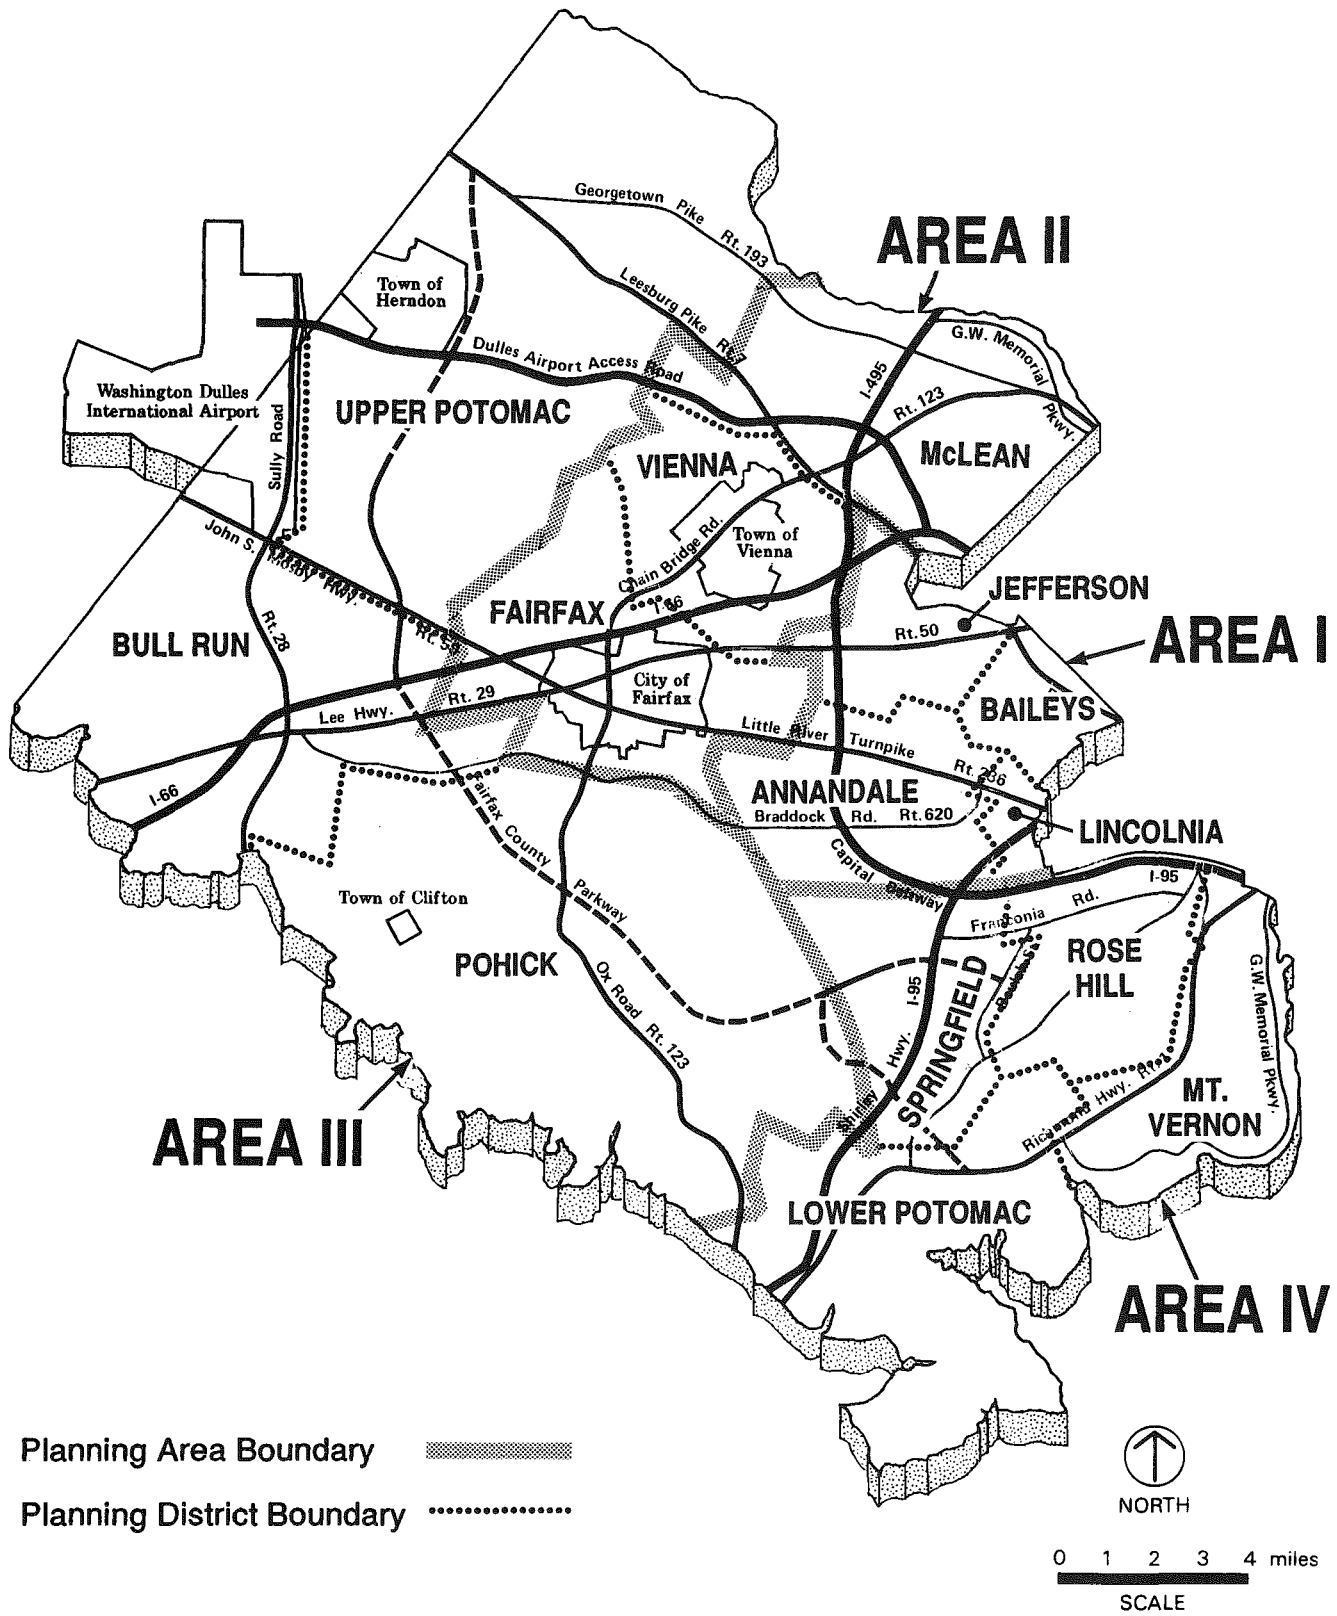 Georgetown Pike Rt. 193
AREA II
Town of
Herndon
Leesburg Pike Rt. 7
G.W. Memorial
Pkwy.
Dulles Airport Access Road
I-495
Rt. 123
Washington Dulles
International Airport
UPPER POTOMAC
Sully Road
VIENNA
McLEAN
John S. Mosby Hwy.
Chain Bridge Rd.
Town of
Vienna
JEFFERSON
FAIRFAX
I-66
BULL RUN
Rt. 28
Rt. 50
AREA I
City of
Fairfax
Rt. 29
Lee Hwy.
BAILEYS
Little River Turnpike
Rt. 236
I-66
ANNANDALE
Braddock Rd. Rt. 620
LINCOLNIA
Fairfax County
Parkway
Capital Beltway
I-95
Town of Clifton
Franconia Rd.
POHICK
ROSE
HILL
Ox Road Rt. 123
I-95
SPRINGFIELD
G.W. Memorial Pkwy.
Shirley Hwy.
Richmond Hwy. Rt. 1
MT.
VERNON
AREA III
LOWER POTOMAC
AREA IV
Planning Area Boundary
Planning District Boundary
NORTH
0 1 2 3 4 miles
SCALE